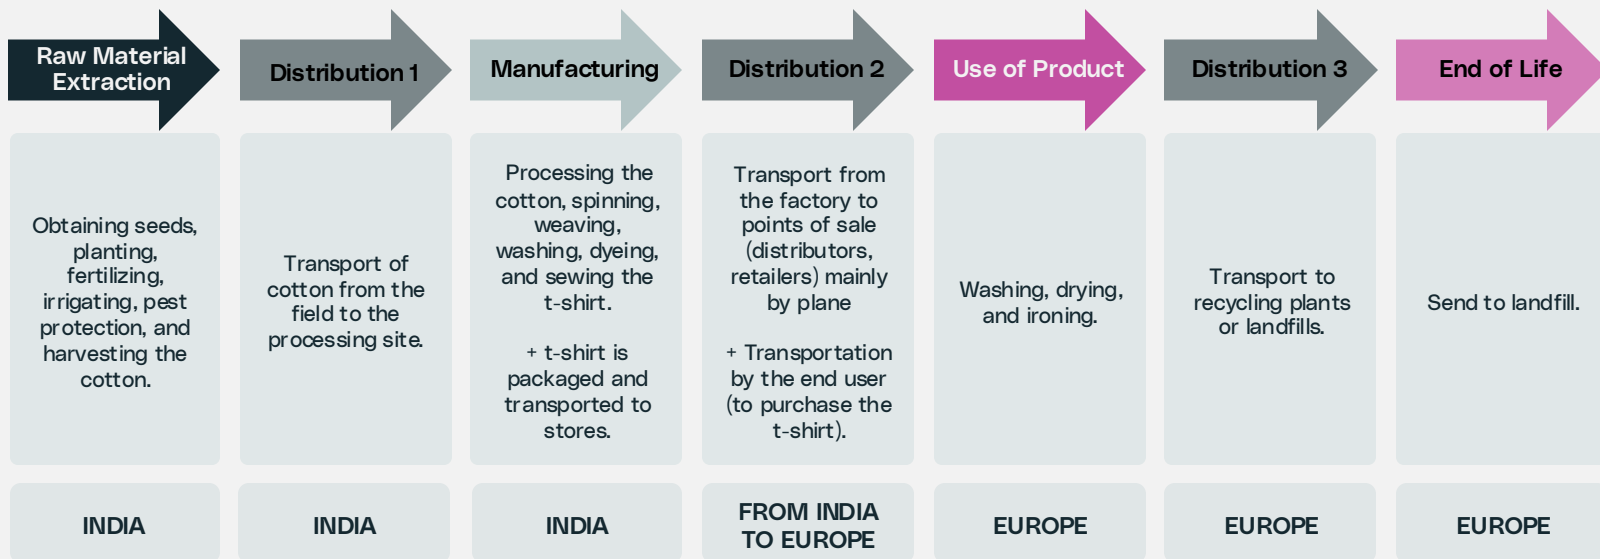 Raw Material
Extraction
Distribution 1
Manufacturing
Distribution 2
Use of Product
Distribution 3
End of Life
Obtaining seeds,
planting,
fertilizing,
irrigating, pest
protection, and
harvesting the
cotton.
Transport of
cotton from the
field to the
processing site.
Processing the
cotton, spinning,
weaving,
washing, dyeing,
and sewing the
t-shirt.
+ t-shirt is
packaged and
transported to
stores.
Transport from
the factory to
points of sale
(distributors,
retailers) mainly
by plane
+ Transportation
by the end user
(to purchase the
t-shirt).
Washing, drying,
and ironing.
Transport to
recycling plants
or landfills.
Send to landfill.
INDIA
INDIA
INDIA
FROM INDIA
TO EUROPE
EUROPE
EUROPE
EUROPE